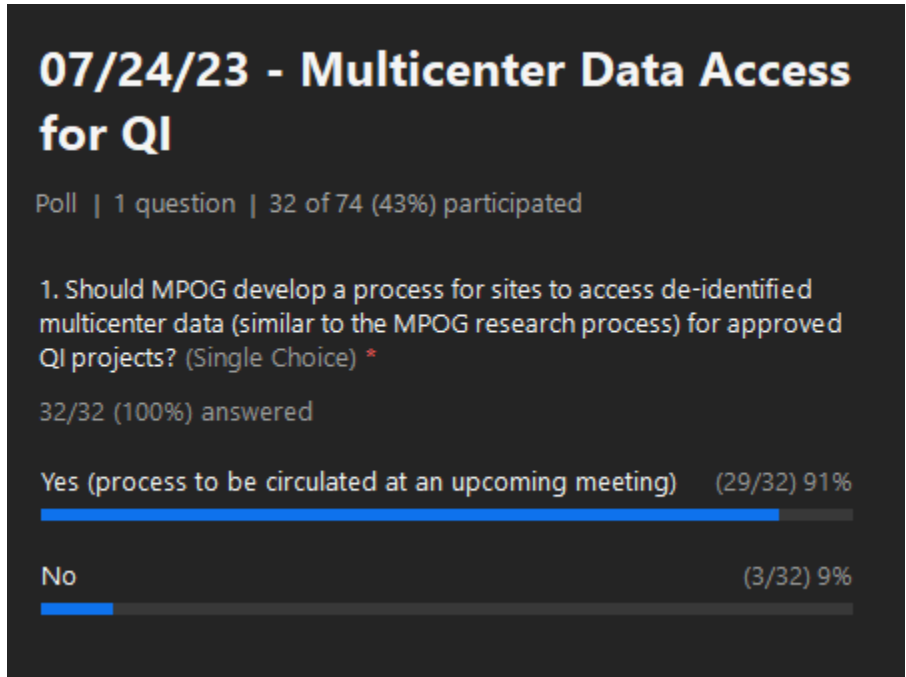 07/24/23 - Multicenter Data Access
for QI
Poll | 1 question | 32 of 74 (43%) participated
1. Should MPOG develop a process for sites to access de-identified
multicenter data (similar to the MPOG research process) for approved
QI projects? (Single Choice) *
32/32 (100%) answered
Yes (process to be circulated at an upcoming meeting) (29/32) 91%
No (3/32) 9%